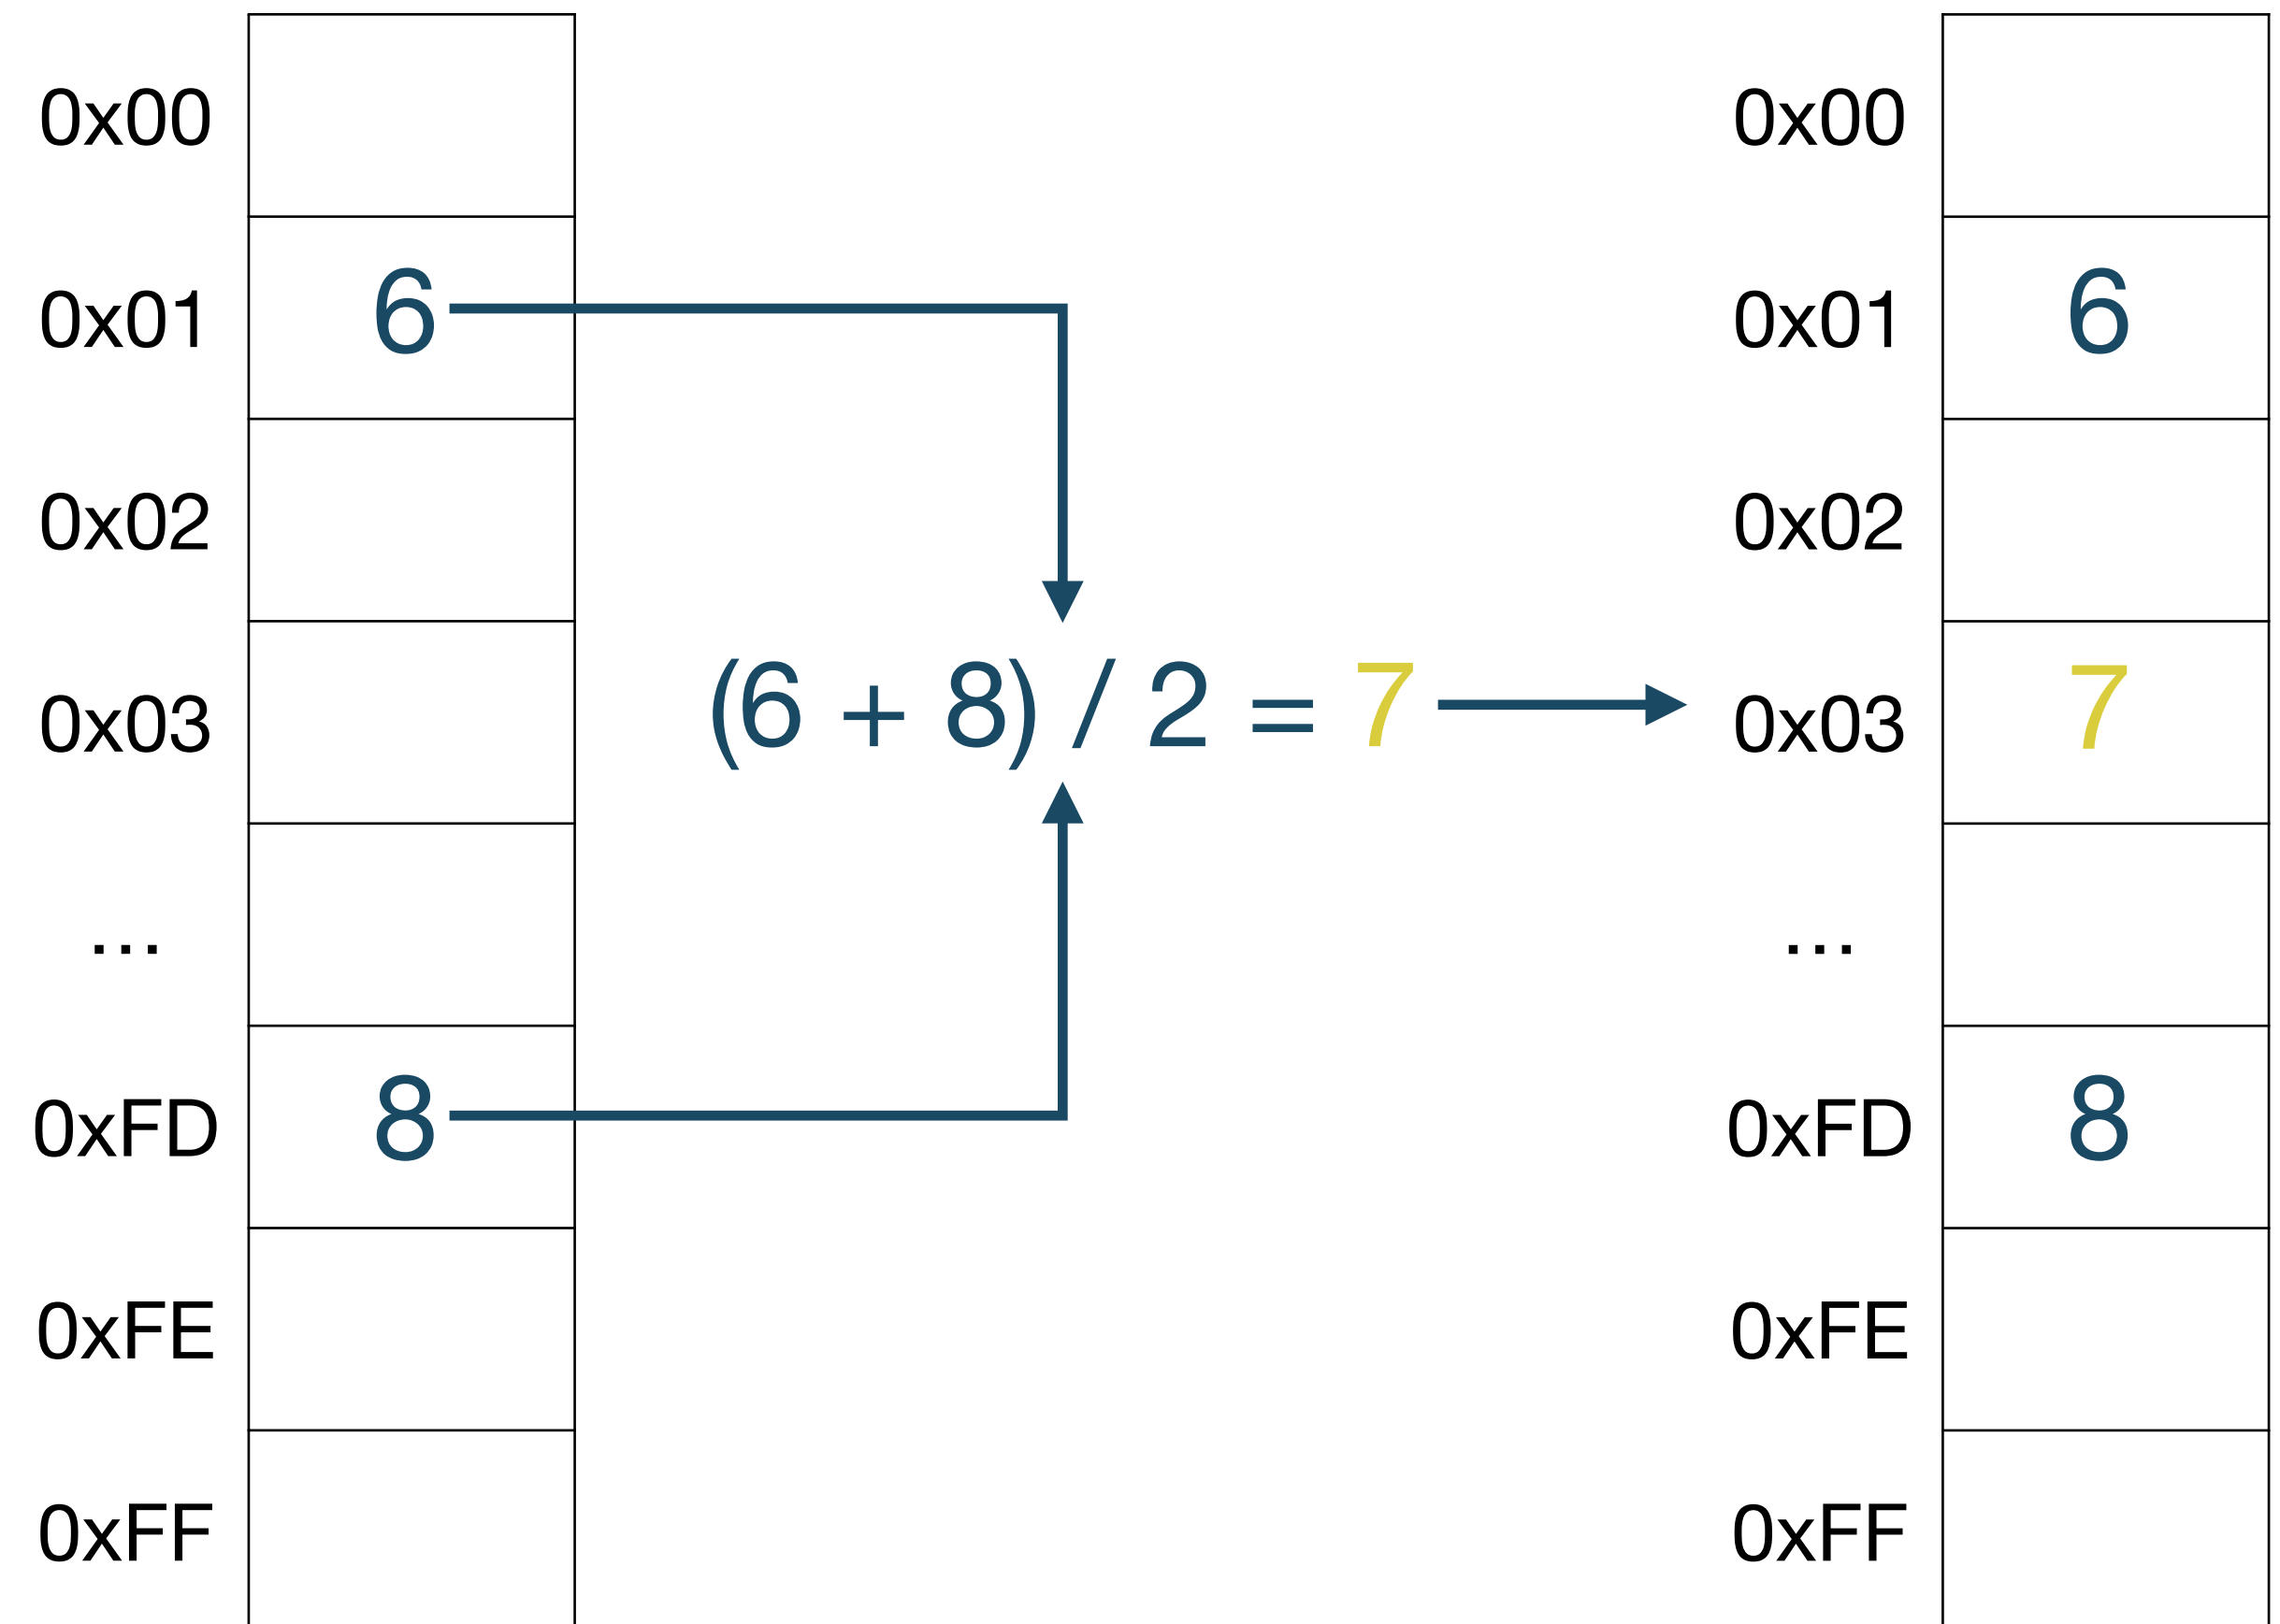 0x00 0x00
0x01 6 0x01 6
0x02 0x02
0x03 (6 + 8) / 2 = 7 0x03 7
... ...
0xFD 8 0xFD 8
0xFE 0xFE
0xFF 0xFF